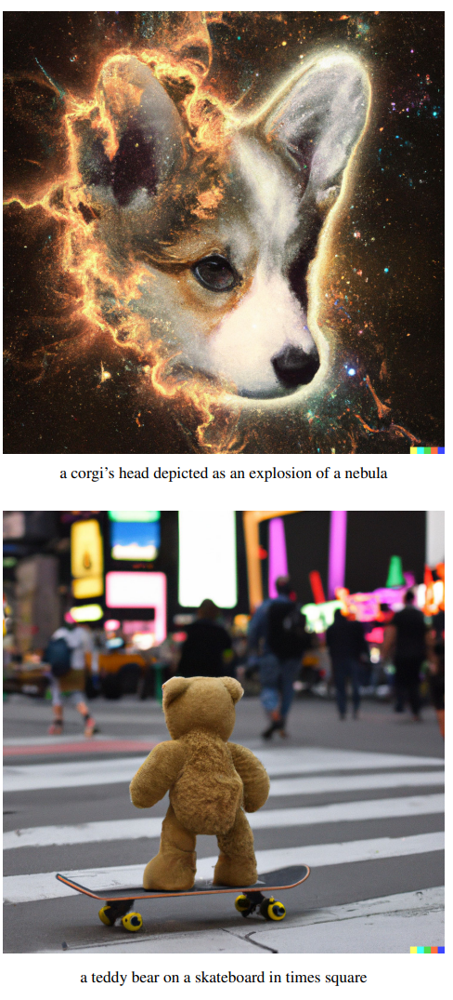 a corgi’s head depicted as an explosion of a nebula
a teddy bear on a skateboard in times square